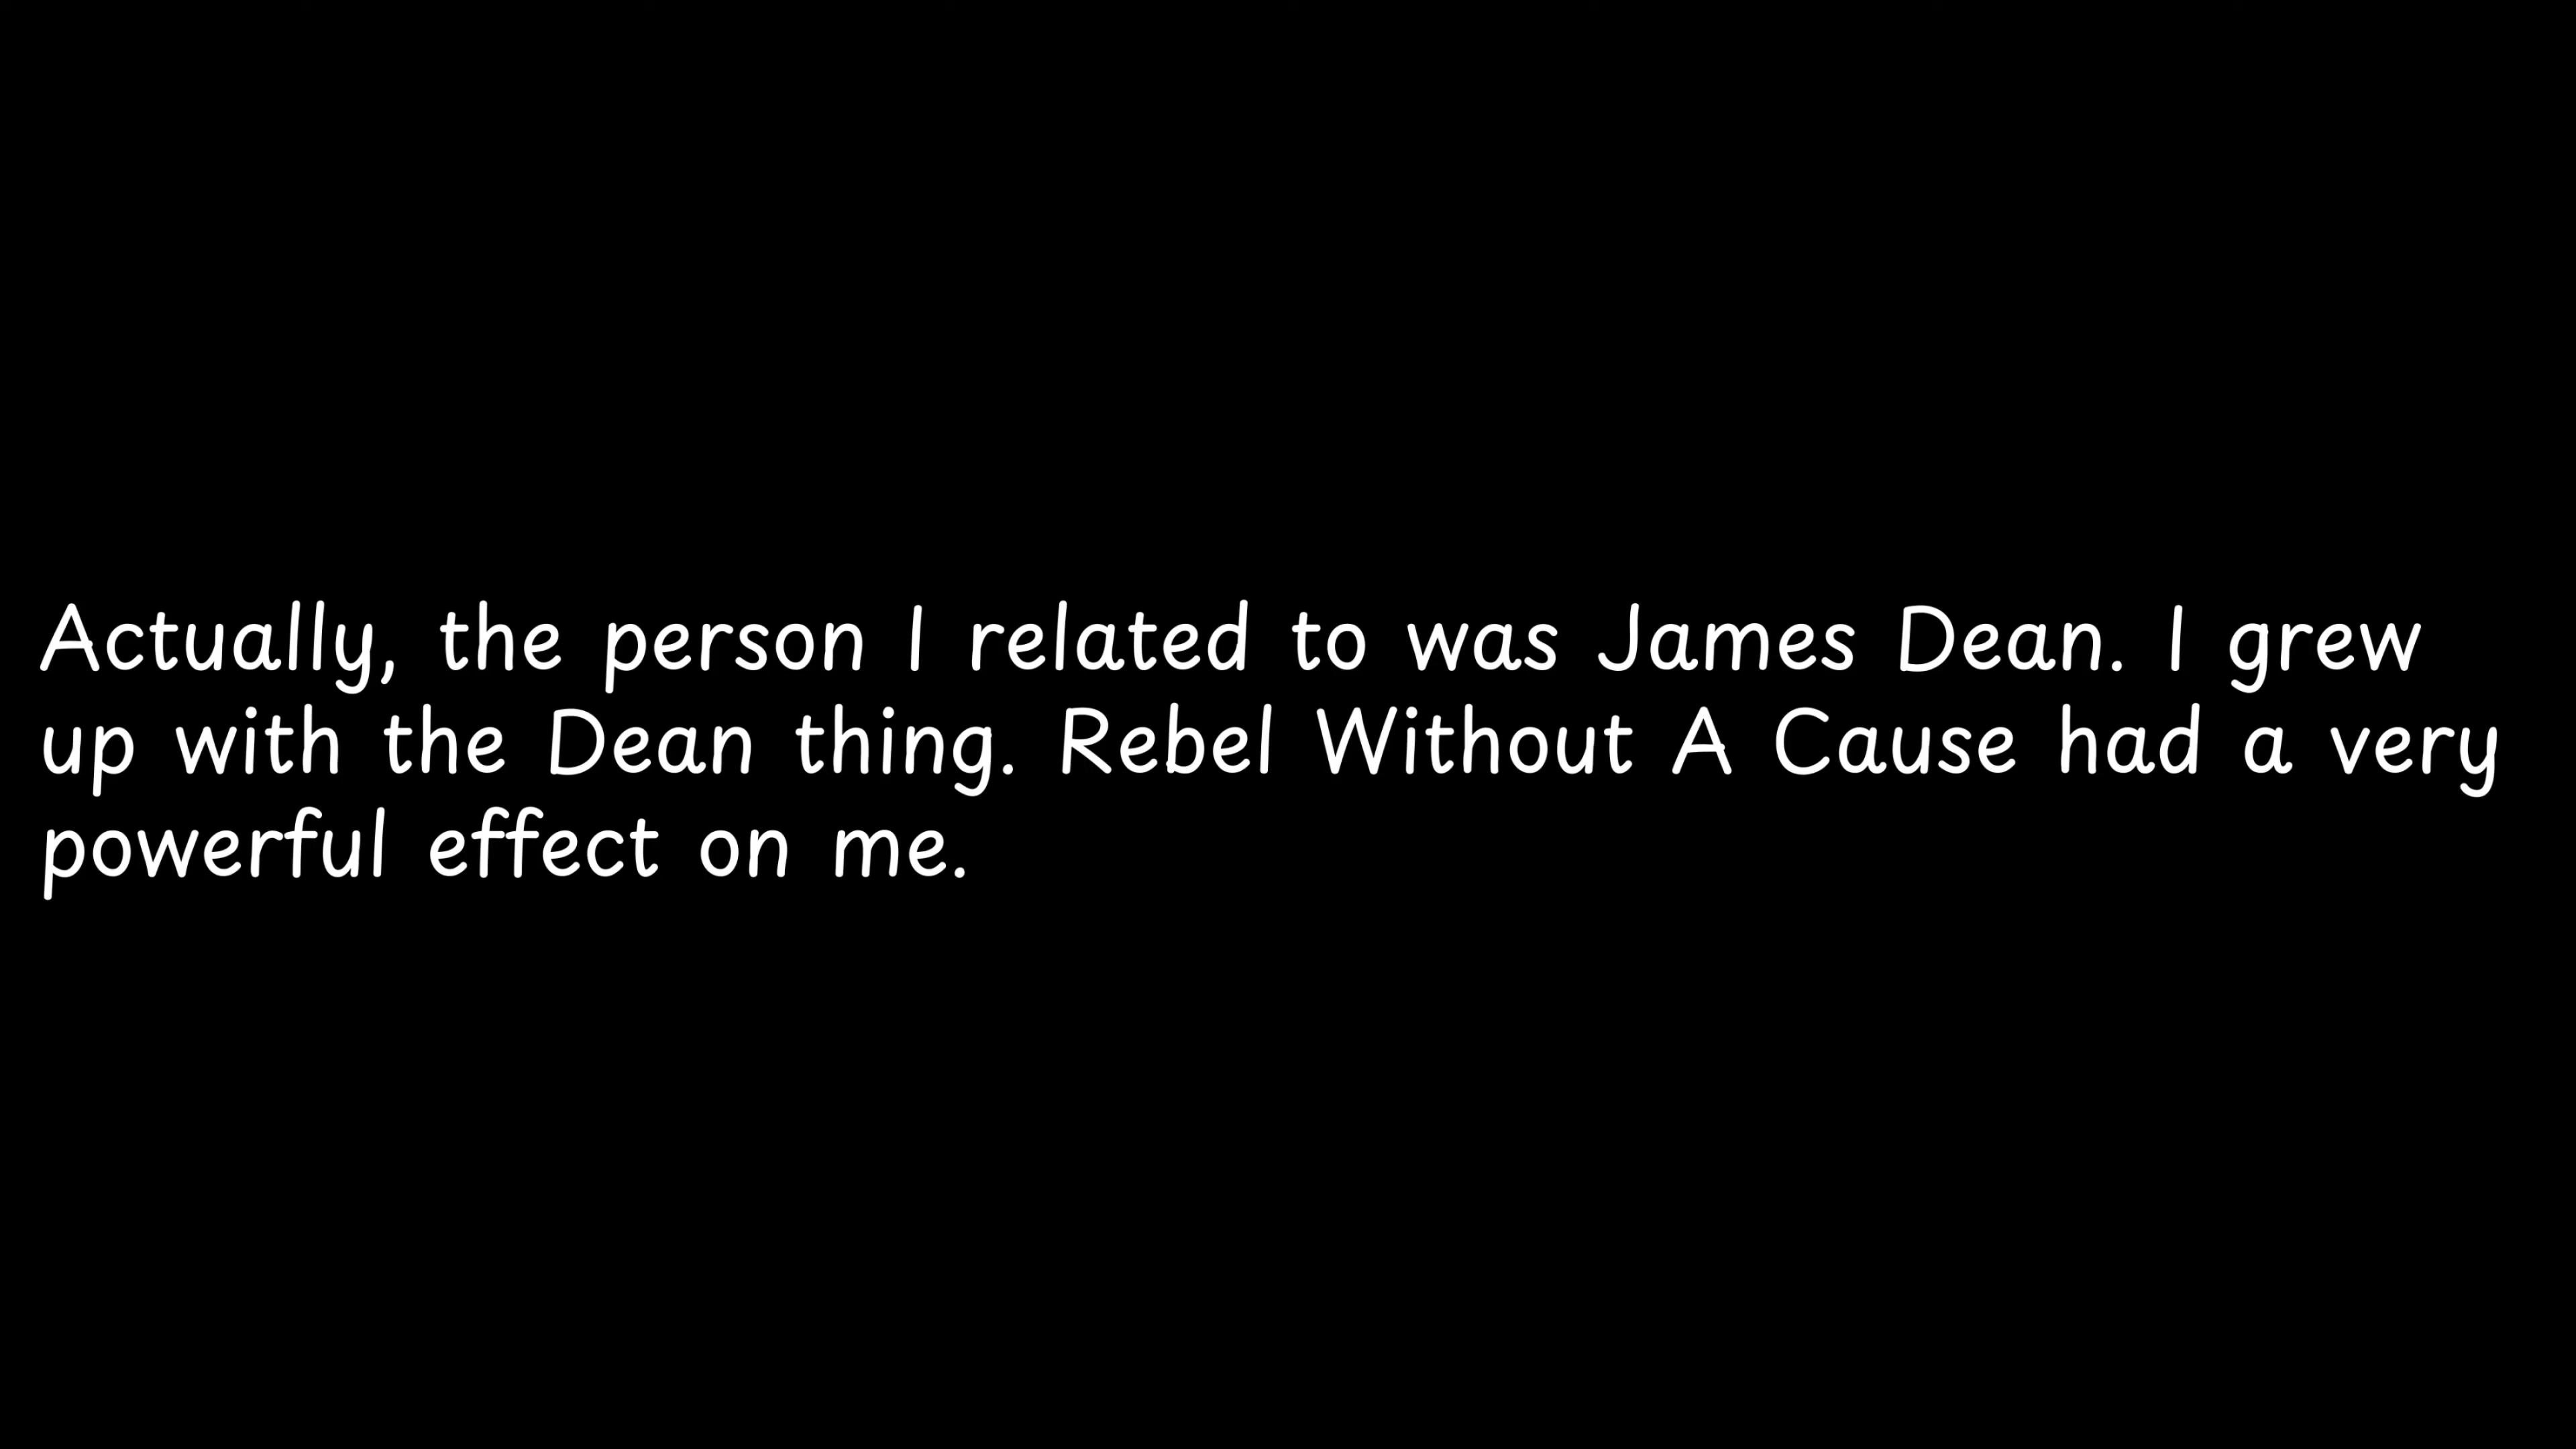 Actually, the person I related to was James Dean. I grew
up with the Dean thing. Rebel Without A Cause had a very
powerful effect on me.